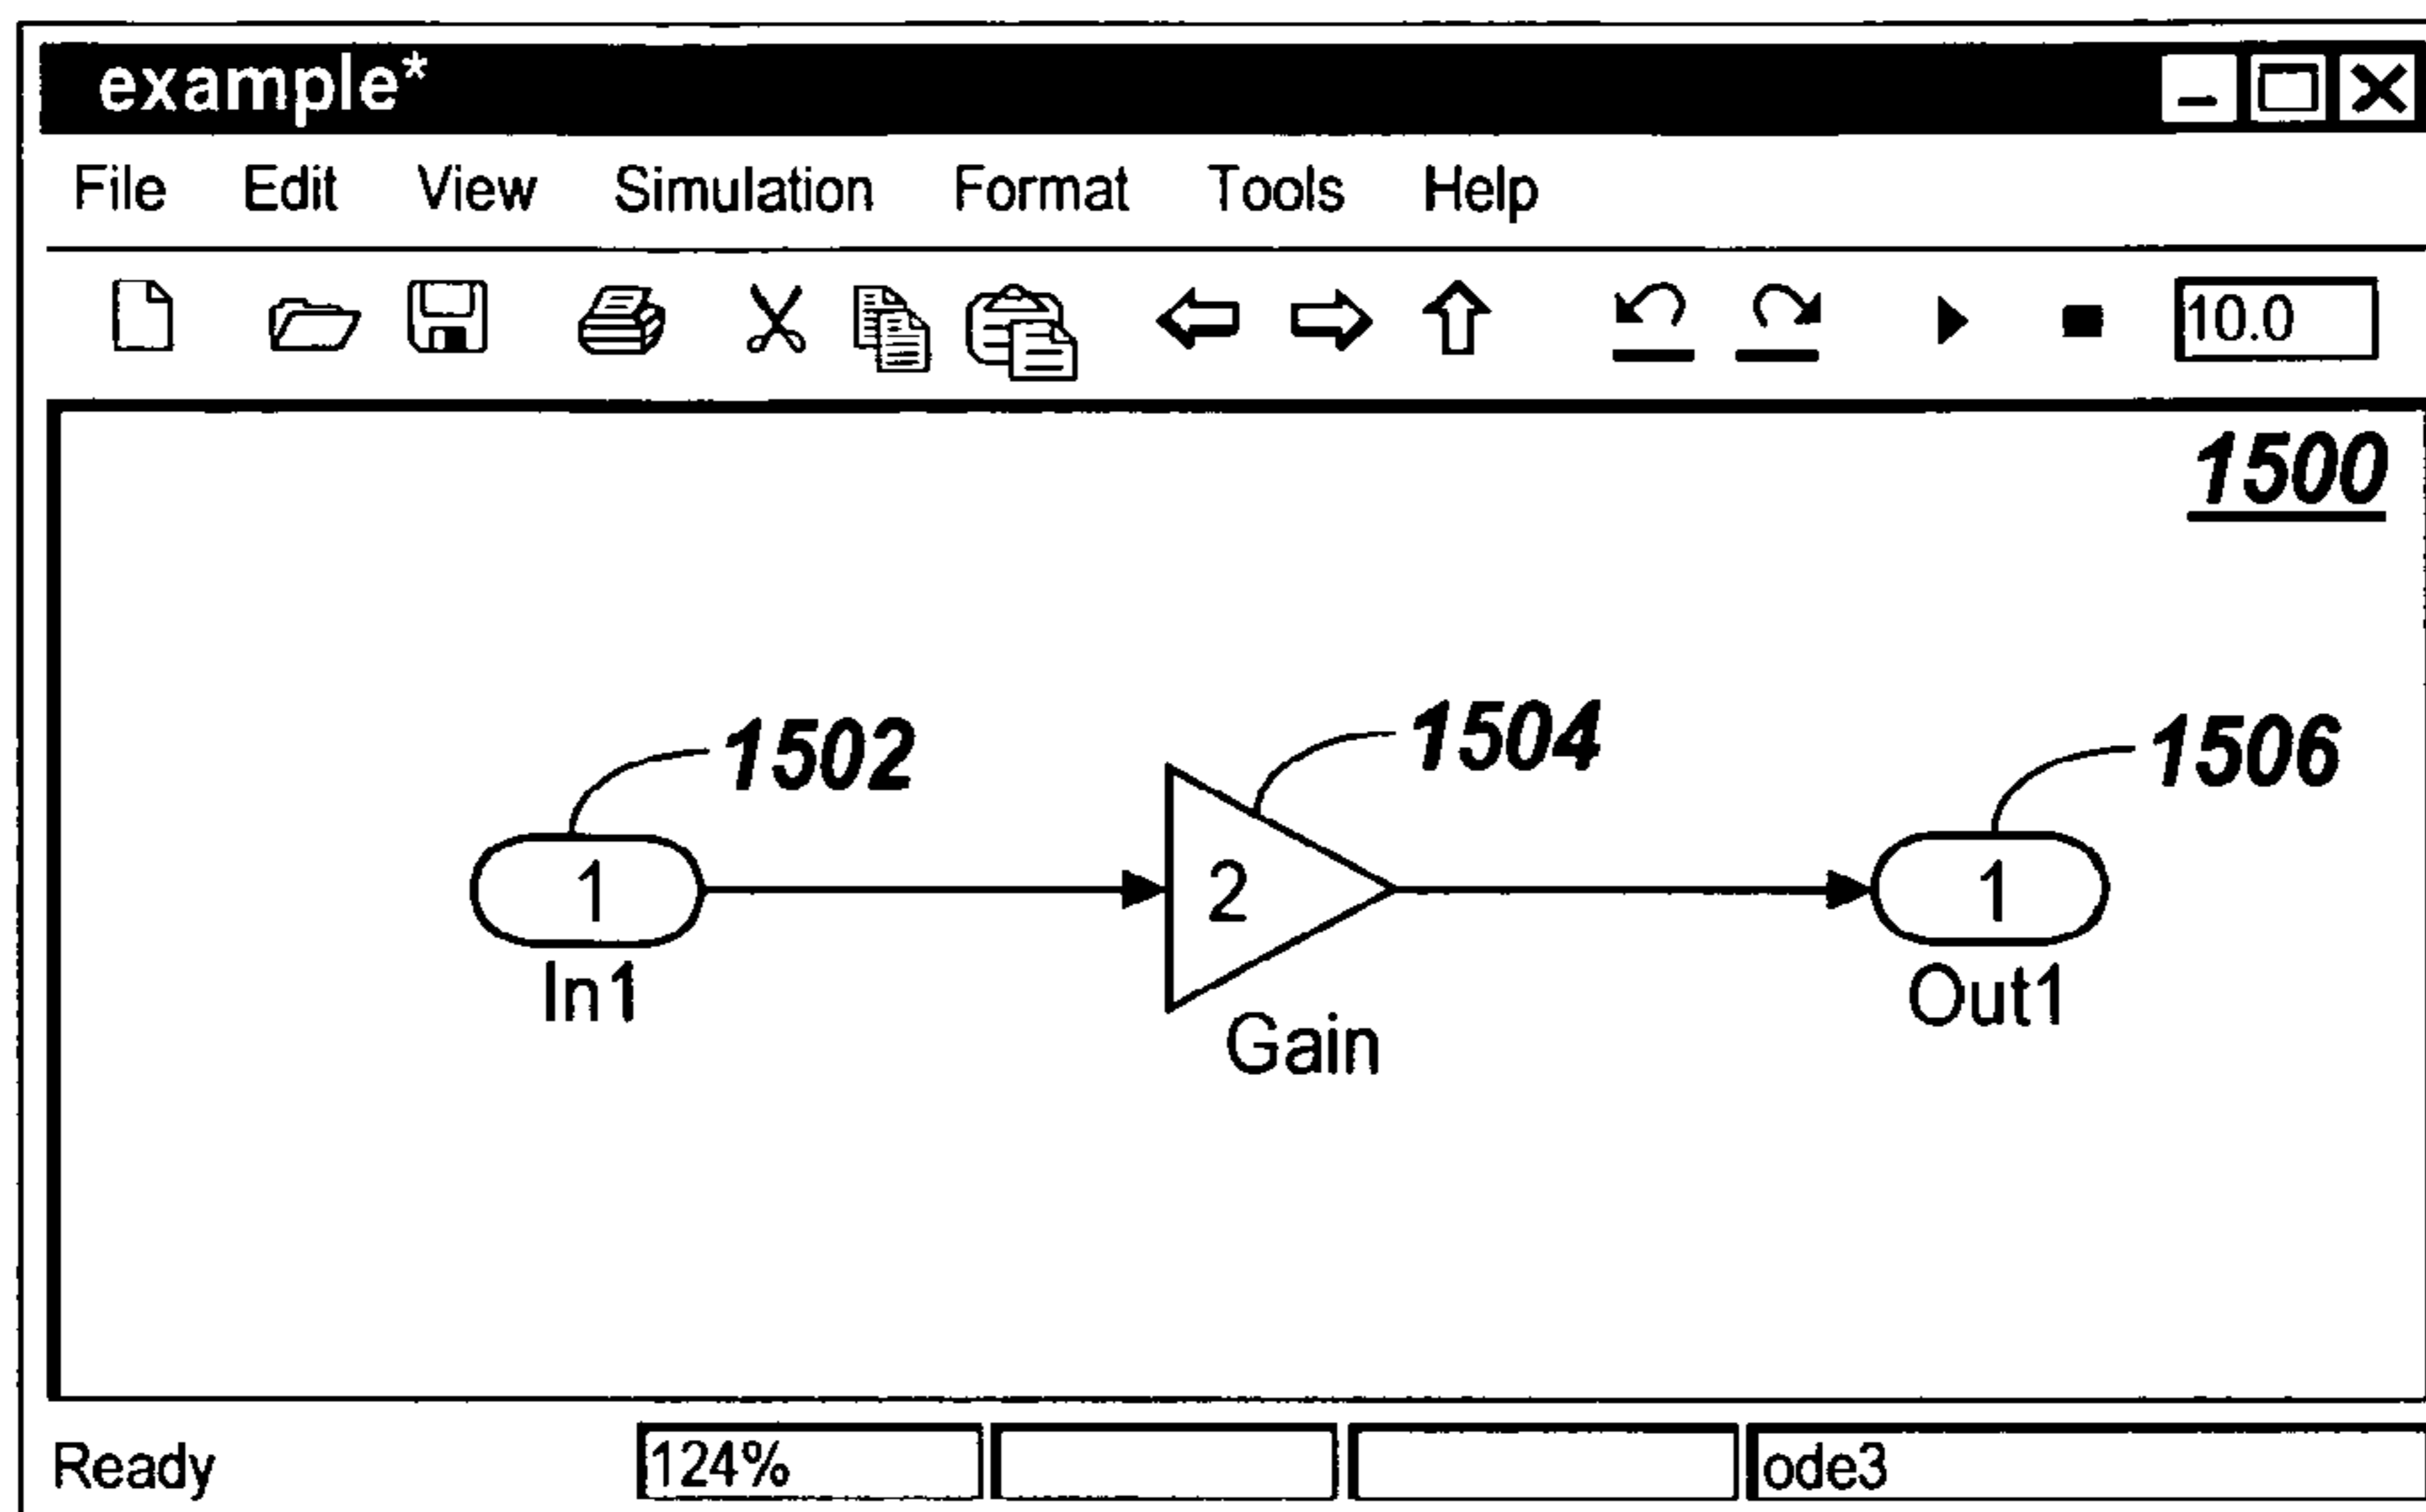 example*
File Edit View Simulation Format Tools Help
10.0
1500
1502 1504 1506
1 2 1
In1 Gain Out1
Ready 124% ode3